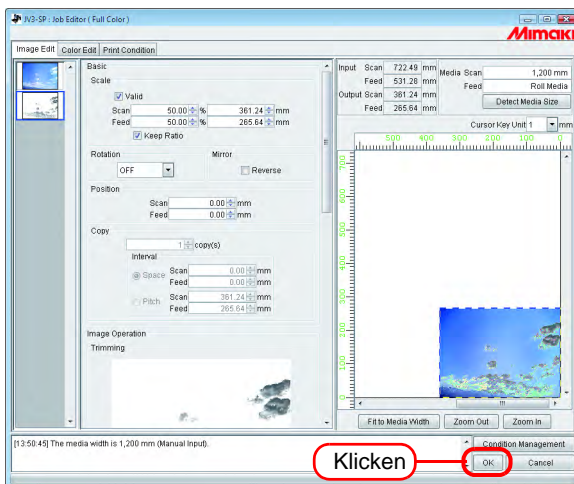 JV3-SP : Job Editor ( Full Color )
Mimaki
Image Edit Color Edit Print Condition
Basic
Scale
Valid
Scan 50.00 % 361.24 mm
Feed 50.00 % 265.64 mm
Keep Ratio
Rotation Mirror
OFF Reverse
Position
Scan 0.00 mm
Feed 0.00 mm
Copy
1 copy(s)
Interval
Space Scan 0.00 mm
Feed 0.00 mm
Pitch Scan 361.24 mm
Feed 265.64 mm
Image Operation
Trimming
Input Scan 722.49 mm
Feed 531.28 mm
Output Scan 361.24 mm
Feed 265.64 mm
Media Scan 1,200 mm
Feed Roll Media
Detect Media Size
Cursor Key Unit 1 mm
500 400 300 200 100 0
700
600
500
400
300
200
100
0
Fit to Media Width Zoom Out Zoom In
[13:50:45] The media width is 1,200 mm (Manual Input).
Condition Management
Klicken
OK Cancel